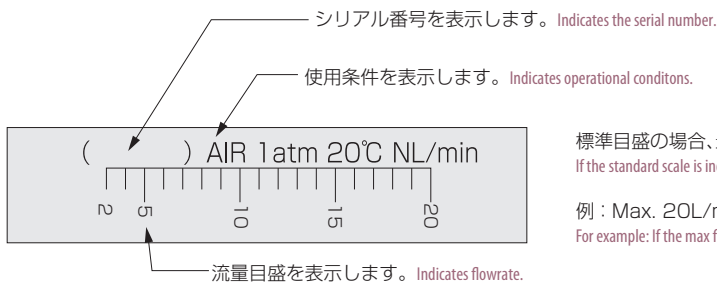 シリアル番号を表示します。Indicates the serial number.
使用条件を表示します。Indicates operational conditons.
( ) AIR 1atm 20℃ NL/min
2 5 10 15 20
流量目盛を表示します。Indicates flowrate.
標準目盛の場合、
If the standard scale is in
例：Max. 20L/
For example: If the max f